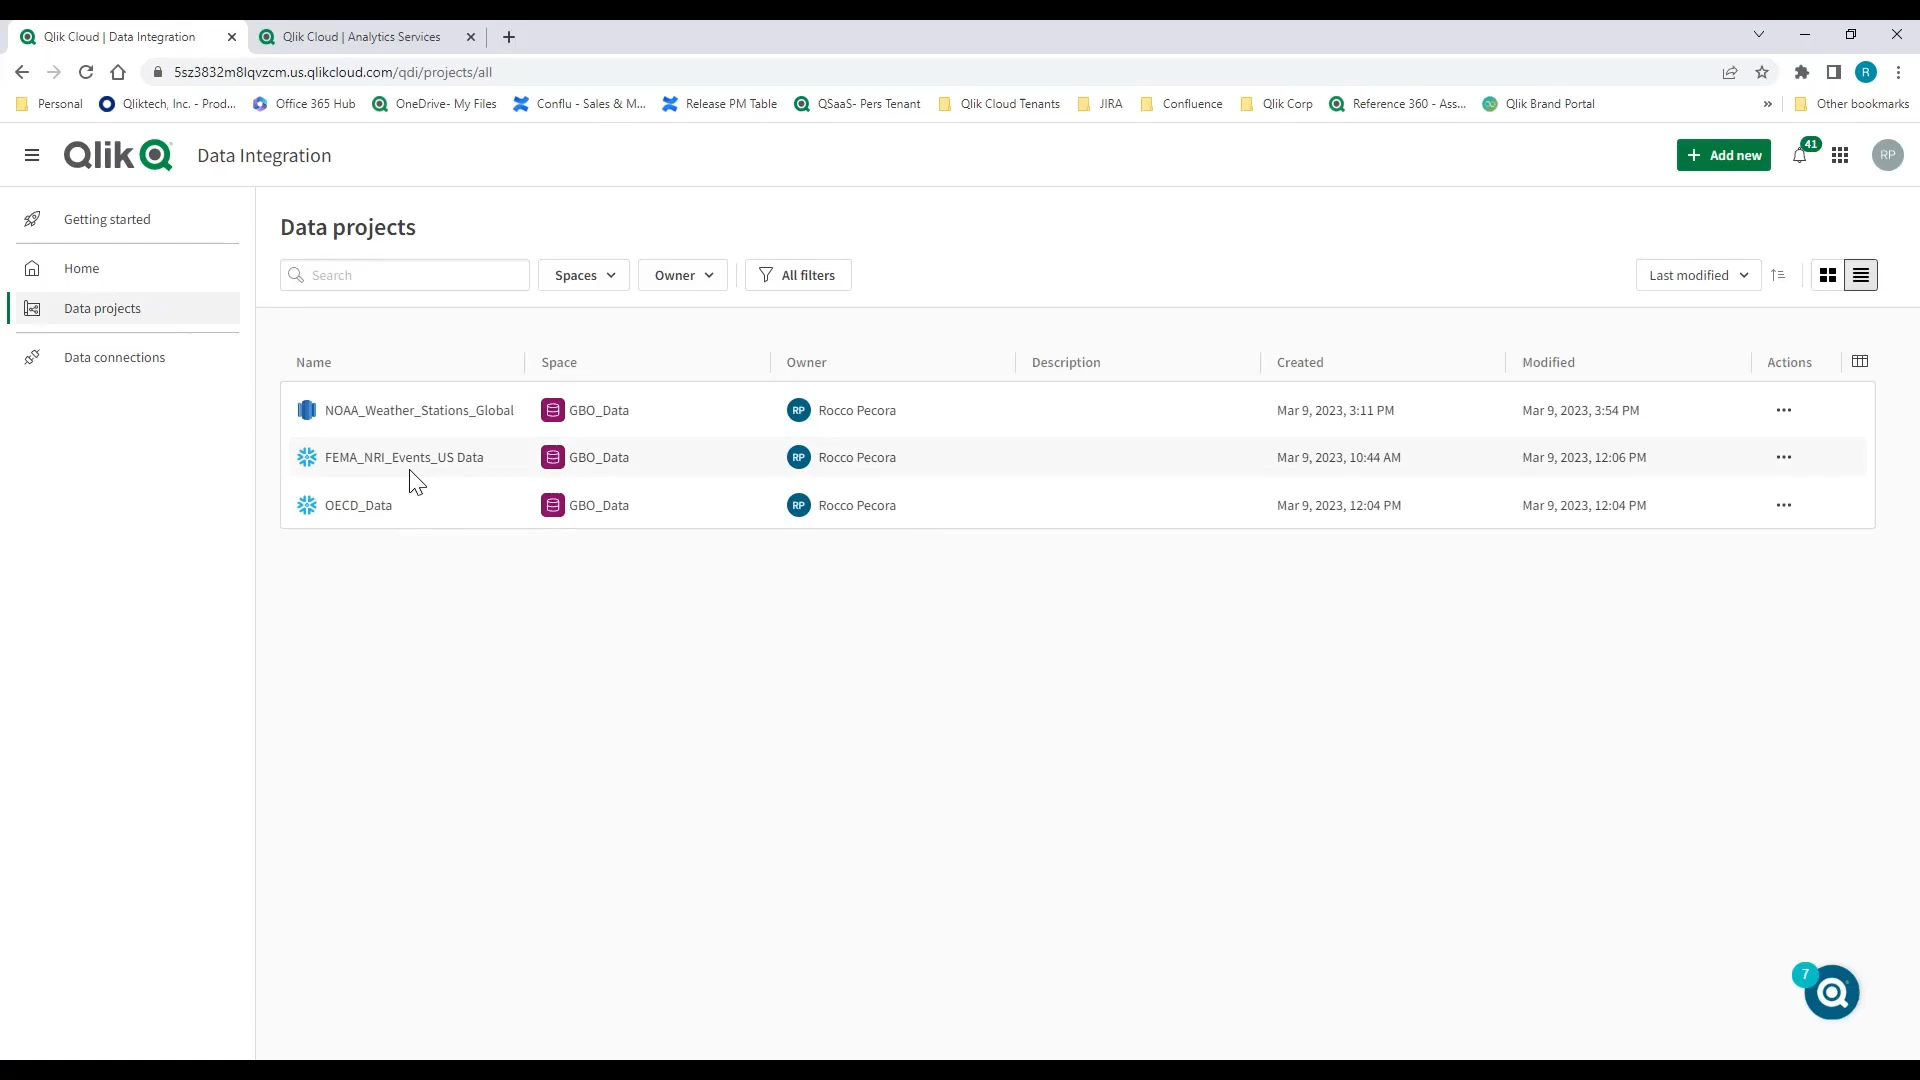 Qlik Cloud | Data Integration
Qlik Cloud | Analytics Services
5sz3832m8lqvzcm.us.qlikcloud.com/qdi/projects/all
R
Personal
Qliktech, Inc. - Prod...
Office 365 Hub
OneDrive- My Files
Conflu - Sales & M...
Release PM Table
QSaaS- Pers Tenant
Qlik Cloud Tenants
JIRA
Confluence
Qlik Corp
Reference 360 - Ass...
Qlik Brand Portal
Other bookmarks
Qlik
Data Integration
Add new
41
RP
Getting started
Home
Data projects
Data connections
Data projects
Search
Spaces
Owner
All filters
Last modified
Name Space Owner Description Created Modified Actions
NOAA_Weather_Stations_Global GBO_Data RP Rocco Pecora Mar 9, 2023, 3:11 PM Mar 9, 2023, 3:54 PM
FEMA_NRI_Events_US Data GBO_Data RP Rocco Pecora Mar 9, 2023, 10:44 AM Mar 9, 2023, 12:06 PM
OECD_Data GBO_Data RP Rocco Pecora Mar 9, 2023, 12:04 PM Mar 9, 2023, 12:04 PM
7